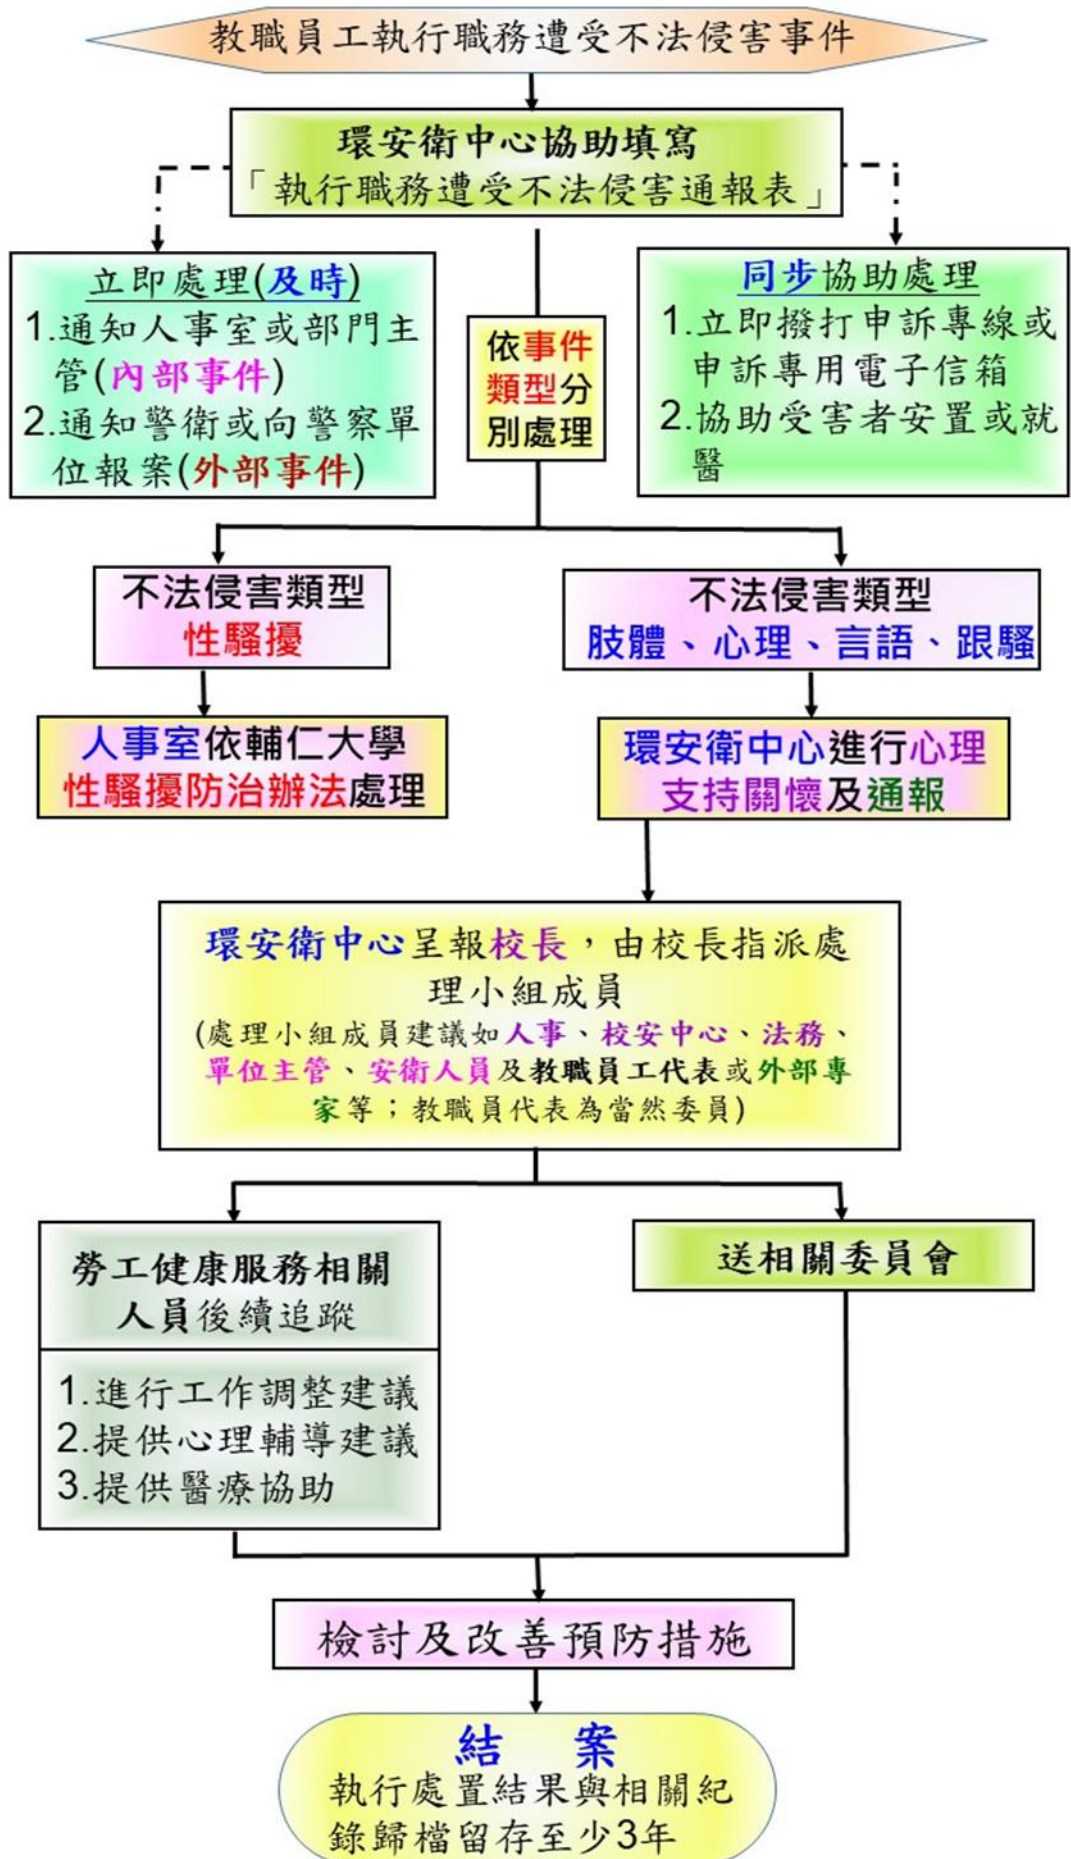 教職員工執行職務遭受不法侵害事件
環安衛中心協助填寫
「執行職務遭受不法侵害通報表」
立即處理(及時)
1.通知人事室或部門主
管(內部事件)
2.通知警衛或向警察單
位報案(外部事件)
依事件
類型分
別處理
同步協助處理
1.立即撥打申訴專線或
申訴專用電子信箱
2.協助受害者安置或就
醫
不法侵害類型
性騷擾
不法侵害類型
肢體、心理、言語、跟騷
人事室依輔仁大學
性騷擾防治辦法處理
環安衛中心進行心理
支持關懷及通報
環安衛中心呈報校長，由校長指派處
理小組成員
(處理小組成員建議如人事、校安中心、法務、
單位主管、安衛人員及教職員工代表或外部專
家等；教職員代表為當然委員)
勞工健康服務相關
人員後續追蹤
1.進行工作調整建議
2.提供心理輔導建議
3.提供醫療協助
送相關委員會
檢討及改善預防措施
結 案
執行處置結果與相關紀
錄歸檔留存至少3年